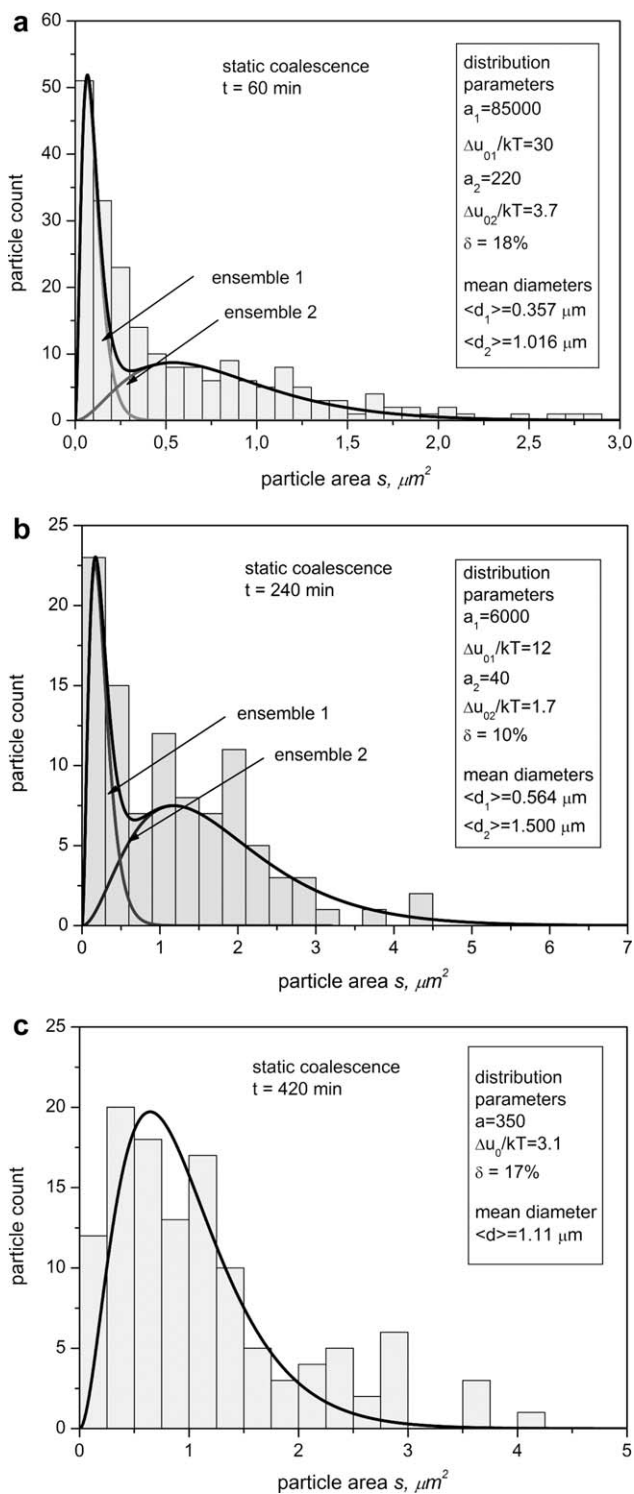 a
60
50
40
30
20
10
0
particle count
static coalescence
t = 60 min
ensemble 1
ensemble 2
distribution
parameters
a₁=85000
Δu₀₁/kT=30
a₂=220
Δu₀₂/kT=3.7
δ = 18%
mean diameters
<d₁>=0.357 μm
<d₂>=1.016 μm
0,0 0,5 1,0 1,5 2,0 2,5 3,0
particle area s, μm²
b
25
20
15
10
5
0
particle count
static coalescence
t = 240 min
ensemble 1
ensemble 2
distribution
parameters
a₁=6000
Δu₀₁/kT=12
a₂=40
Δu₀₂/kT=1.7
δ = 10%
mean diameters
<d₁>=0.564 μm
<d₂>=1.500 μm
0 1 2 3 4 5 6 7
particle area s, μm²
c
25
20
15
10
5
0
particle count
static coalescence
t = 420 min
distribution
parameters
a=350
Δu₀/kT=3.1
δ = 17%
mean diameter
<d>=1.11 μm
0 1 2 3 4 5
particle area s, μm²